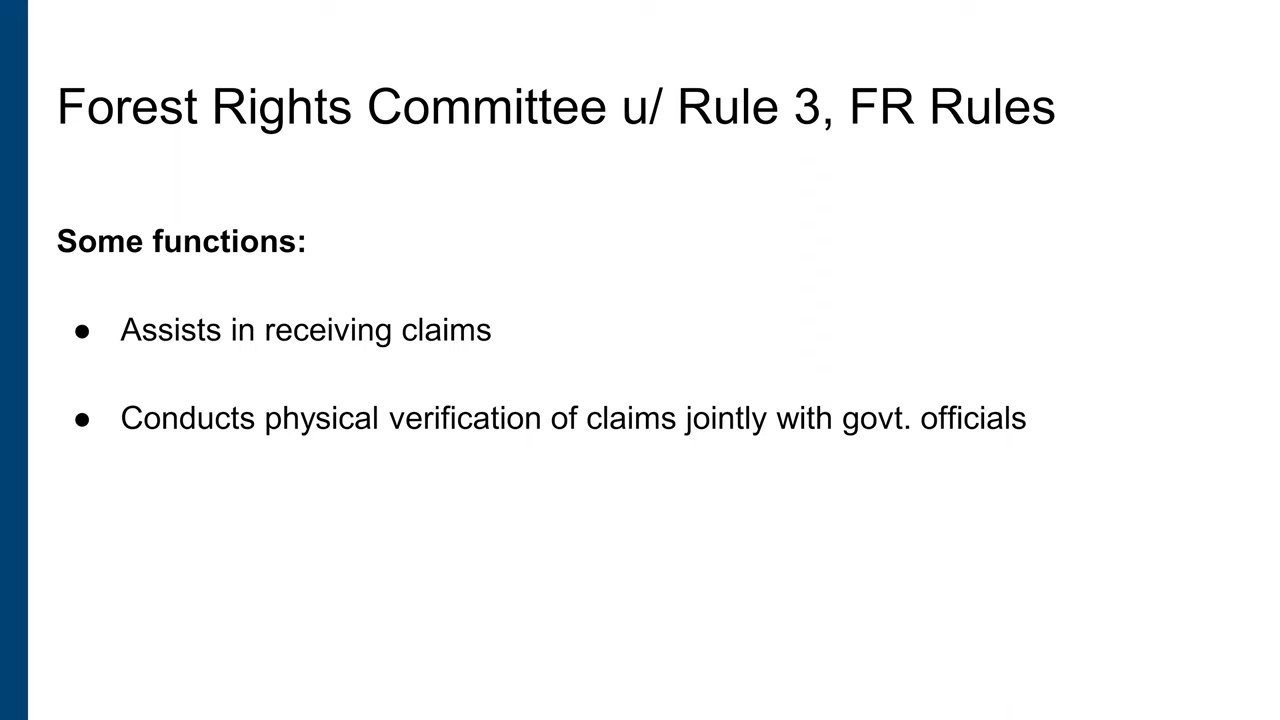 Forest Rights Committee u/ Rule 3, FR Rules
Some functions:
● Assists in receiving claims
● Conducts physical verification of claims jointly with govt. officials